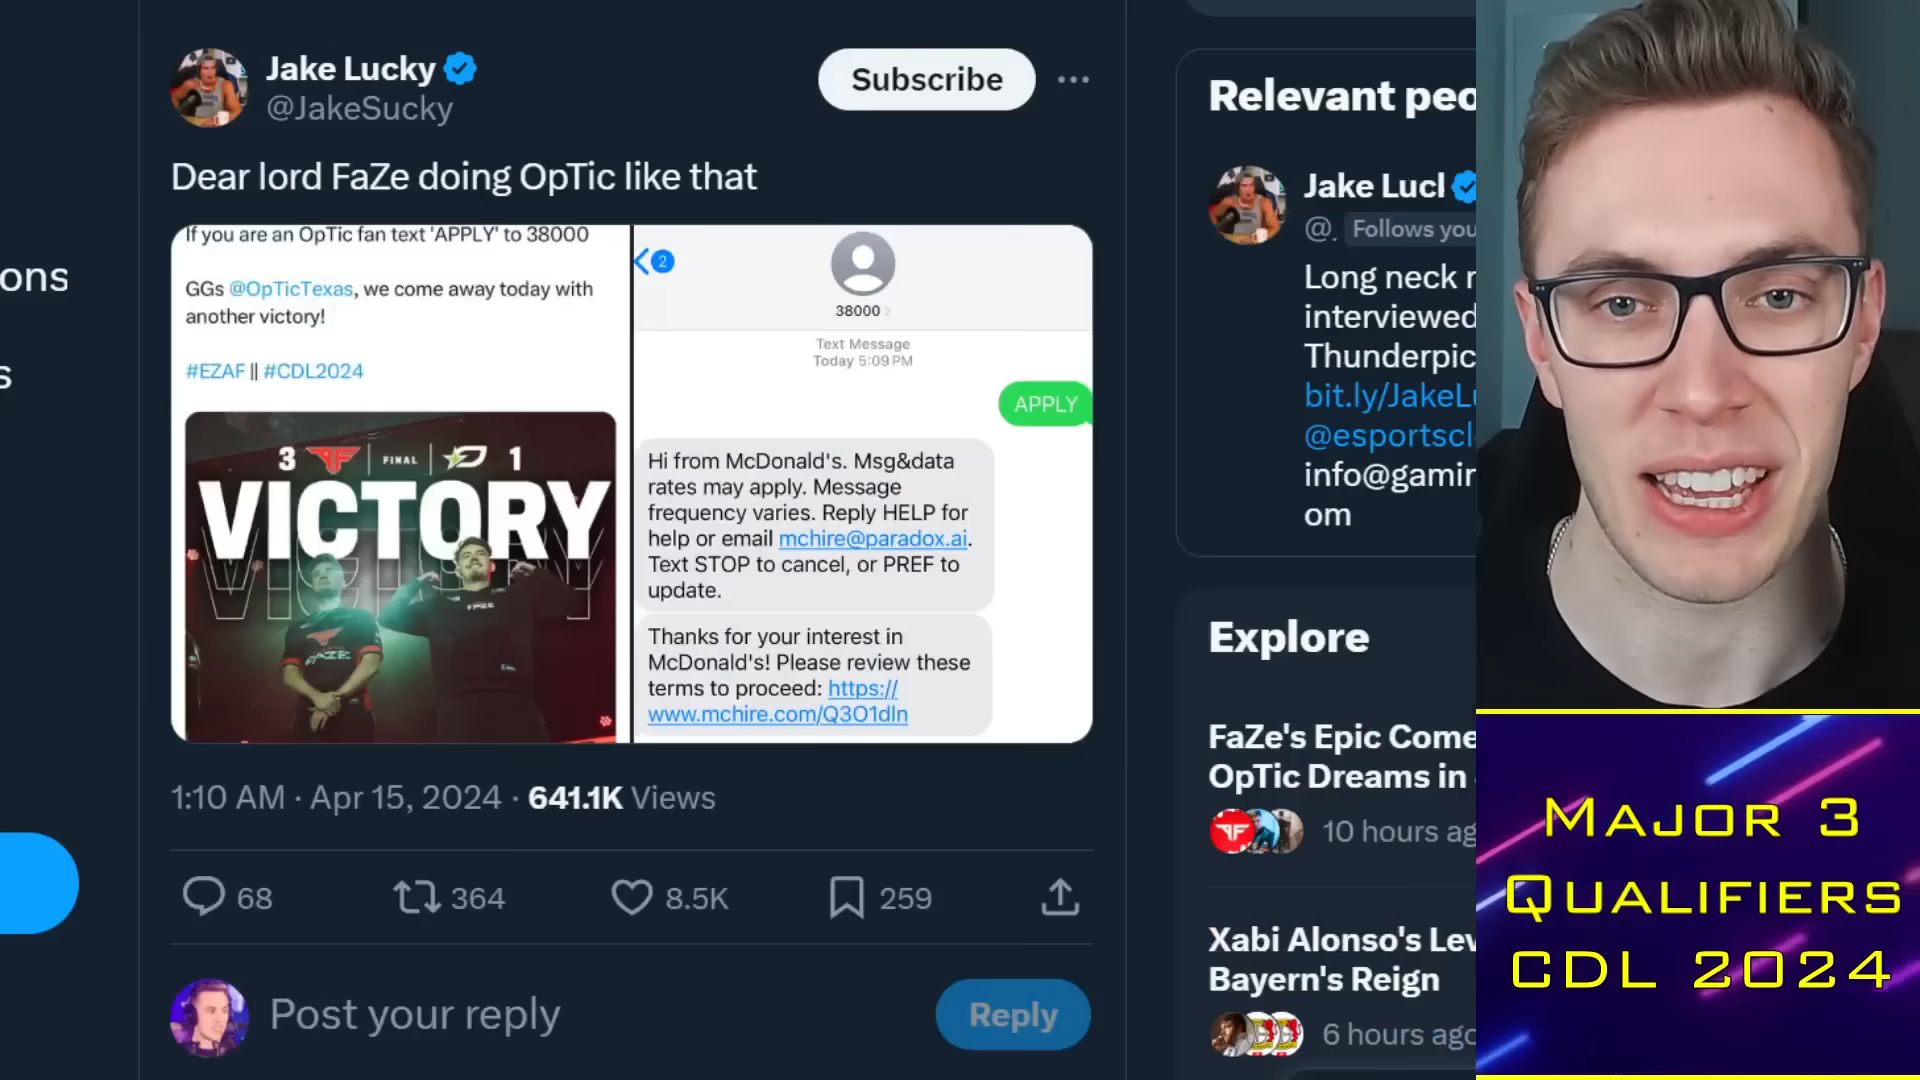 ons
s
Jake Lucky
@JakeSucky
Subscribe
Dear lord FaZe doing OpTic like that
If you are an OpTic fan text 'APPLY' to 38000
GGs @OpTicTexas, we come away today with
another victory!
#EZAF || #CDL2024
3 FINAL 1
VICTORY
FAZE
2
38000
Text Message
Today 5:09 PM
APPLY
Hi from McDonald's. Msg&data
rates may apply. Message
frequency varies. Reply HELP for
help or email mchire@paradox.ai.
Text STOP to cancel, or PREF to
update.
Thanks for your interest in
McDonald's! Please review these
terms to proceed: https://
www.mchire.com/Q3O1dln
1:10 AM · Apr 15, 2024 · 641.1K Views
68 364 8.5K 259
Post your reply
Reply
Relevant peo
Jake Lucl
@. Follows you
Long neck r
interviewed
Thunderpic
bit.ly/JakeLu
@esportscl
info@gamin
om
Explore
FaZe's Epic Come
OpTic Dreams in
10 hours ag
Xabi Alonso's Lev
Bayern's Reign
6 hours ago
Major 3
Qualifiers
CDL 2024